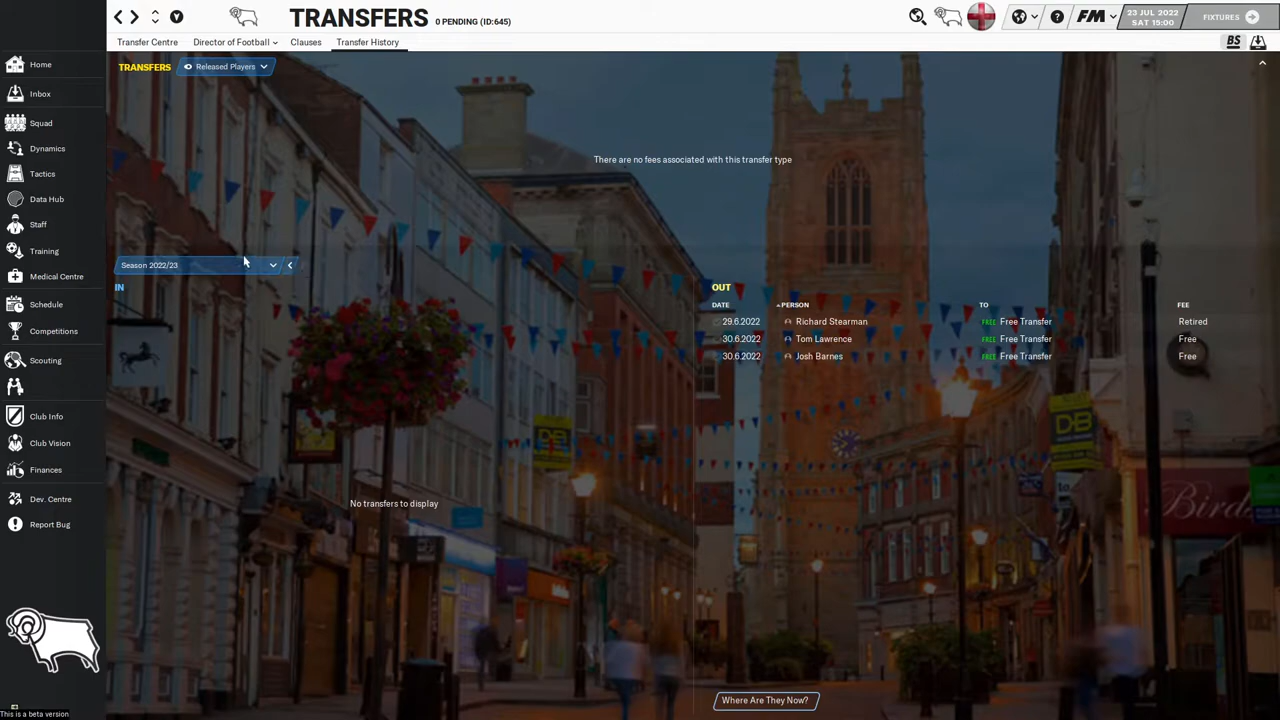 TRANSFERS
0 PENDING (ID:645)
FM
23 JUL 2022
SAT 15:00
FIXTURES
Transfer Centre
Director of Football
Clauses
Transfer History
BS
TRANSFERS
Released Players
Home
Inbox
Squad
Dynamics
Tactics
Data Hub
Staff
Training
Medical Centre
Schedule
Competitions
Scouting
Club Info
Club Vision
Finances
Dev. Centre
Report Bug
This is a beta version
There are no fees associated with this transfer type
Season 2022/23
IN
No transfers to display
OUT
DATE PERSON TO FEE
29.6.2022 Richard Stearman FREE Free Transfer Retired
30.6.2022 Tom Lawrence FREE Free Transfer Free
30.6.2022 Josh Barnes FREE Free Transfer Free
Where Are They Now?
DB
DB
Birds